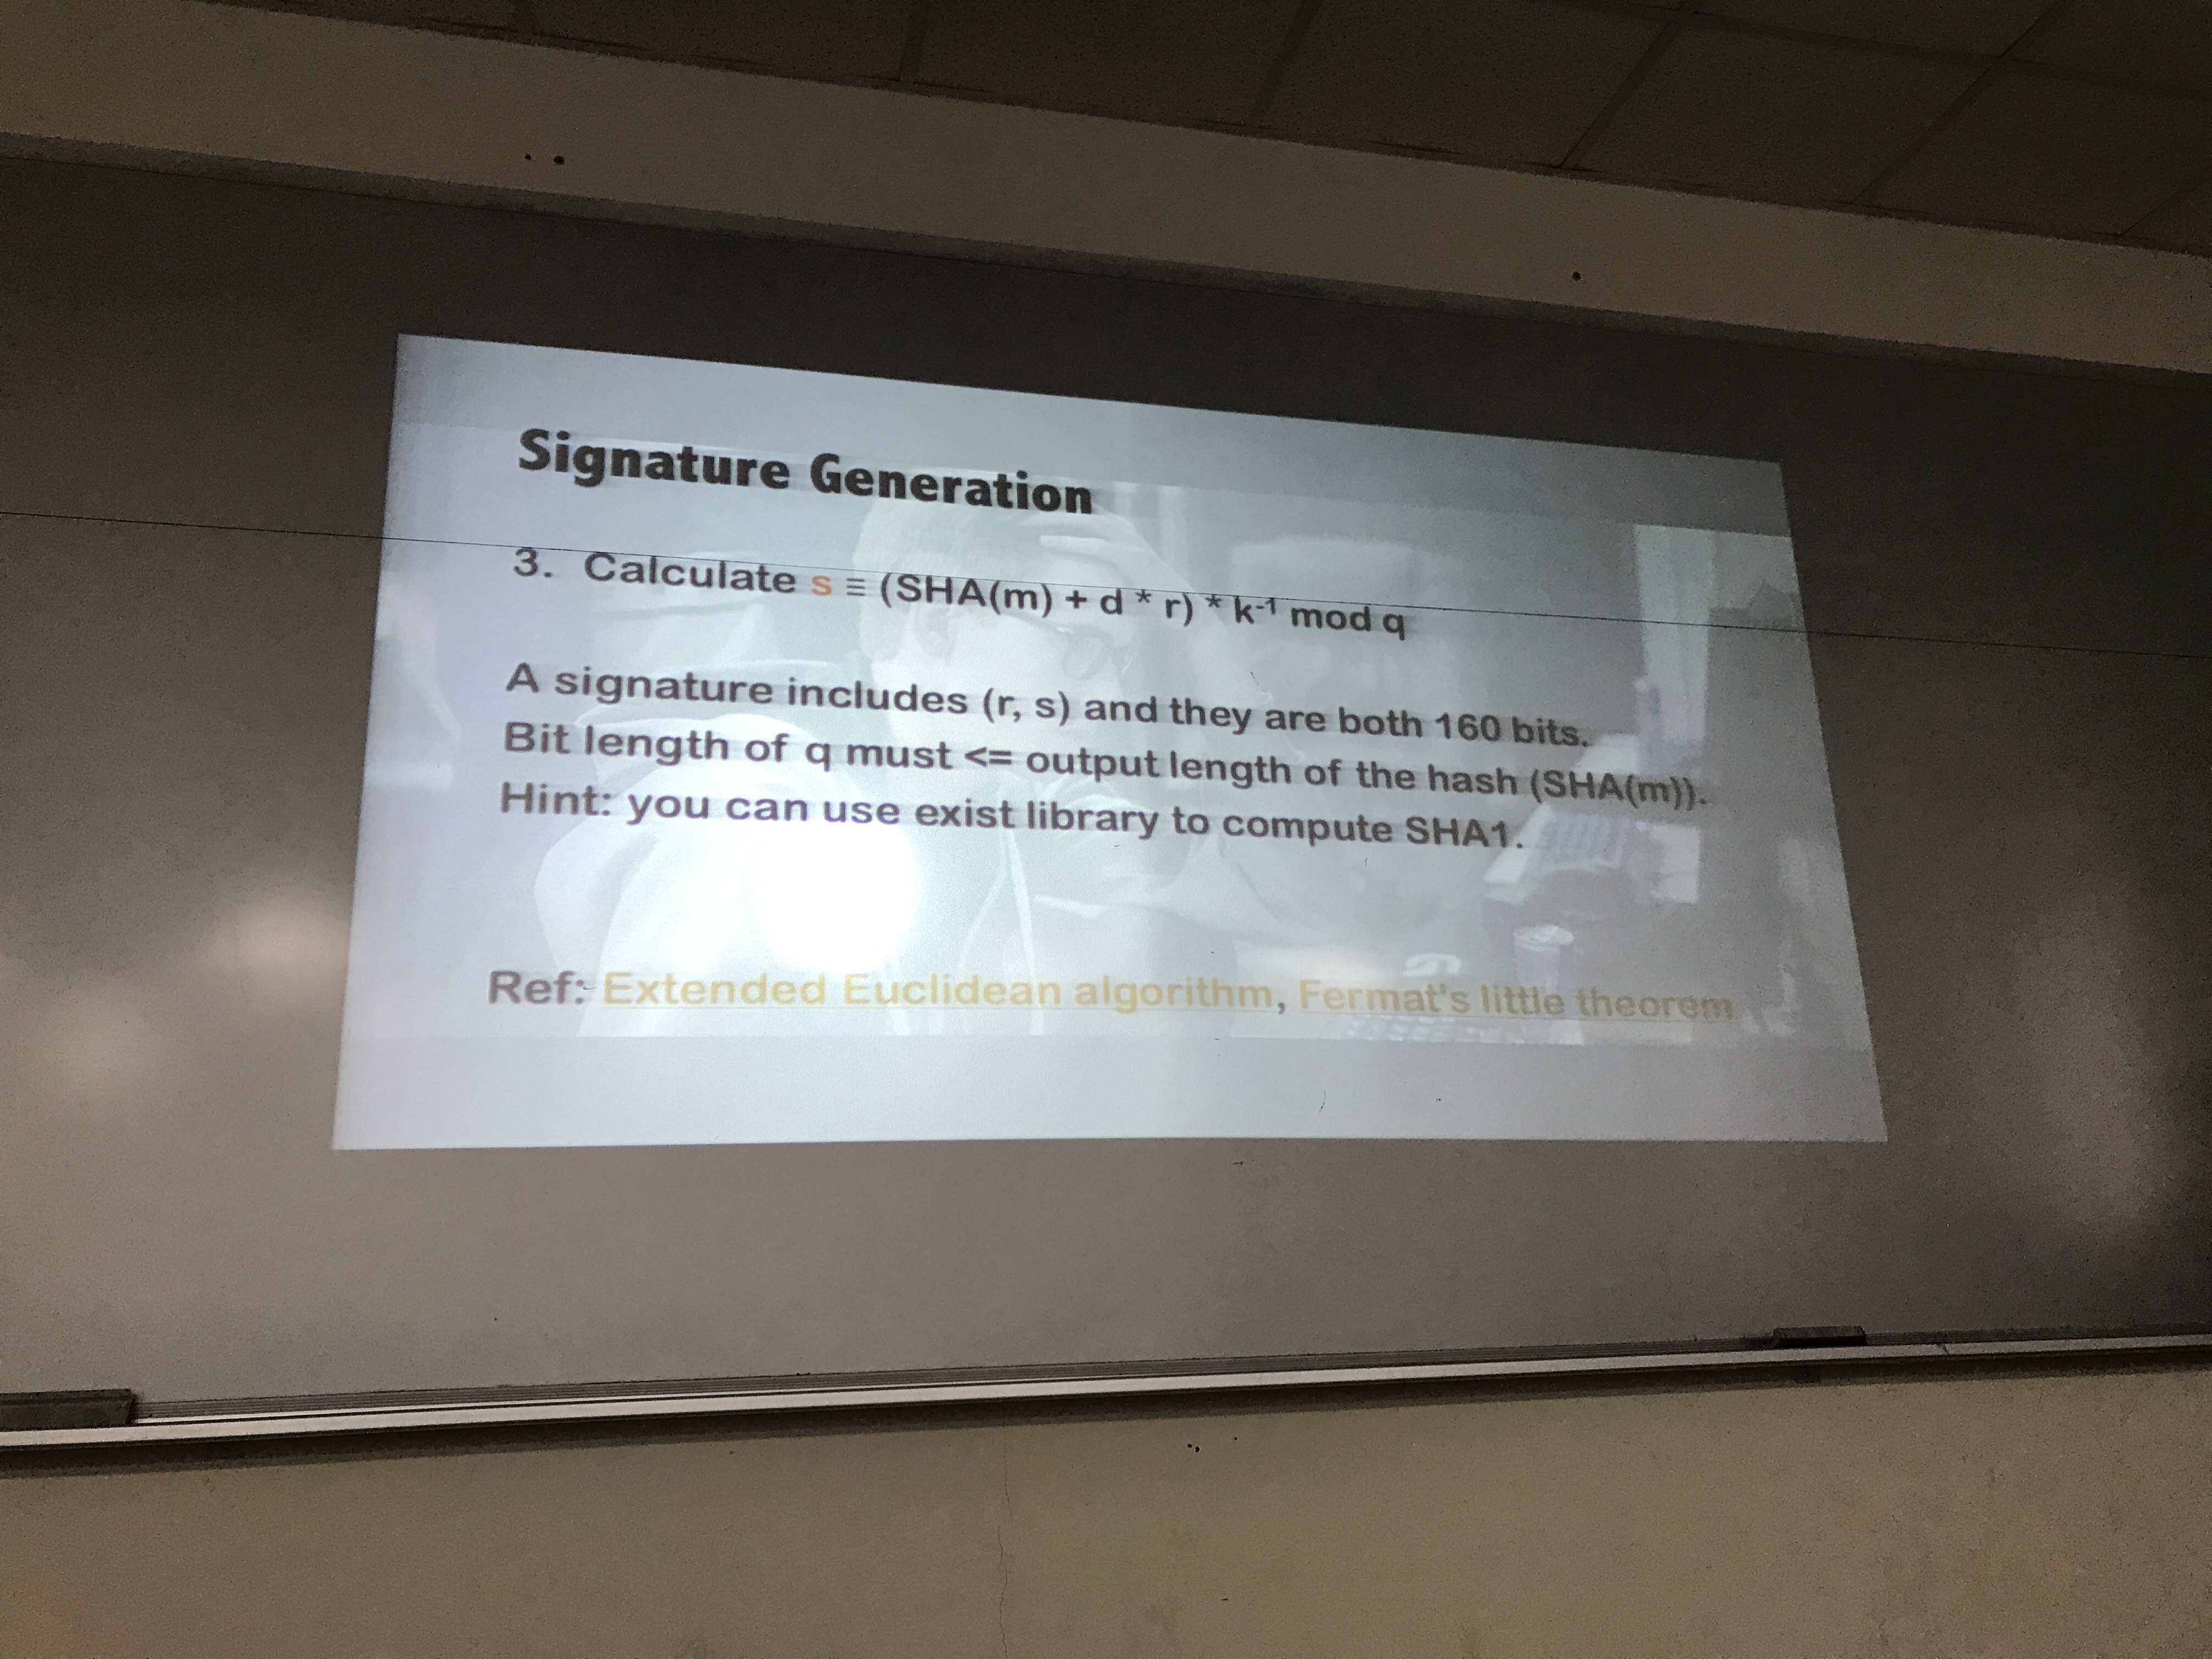 Signature Generation
3. Calculate s ≡ (SHA(m) + d * r) * k⁻¹ mod q
A signature includes (r, s) and they are both 160 bits.
Bit length of q must <= output length of the hash (SHA(m)).
Hint: you can use exist library to compute SHA1.
Ref: Extended Euclidean algorithm, Fermat's little theorem